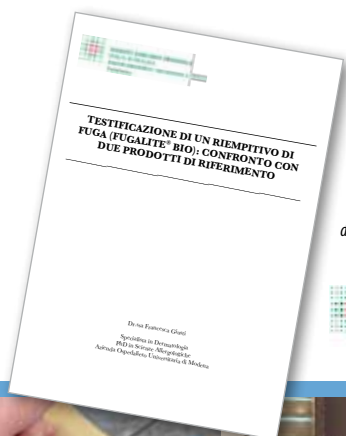 TESTIFICAZIONE DI UN RIEMPITIVO DI
FUGA (FUGALITE® BIO): CONFRONTO CON
DUE PRODOTTI DI RIFERIMENTO
Dr.ssa Francesca Giusti
Specialista in Dermatologia
PhD in Scienze Allergologiche
Azienda Ospedaliero Universitaria di Modena